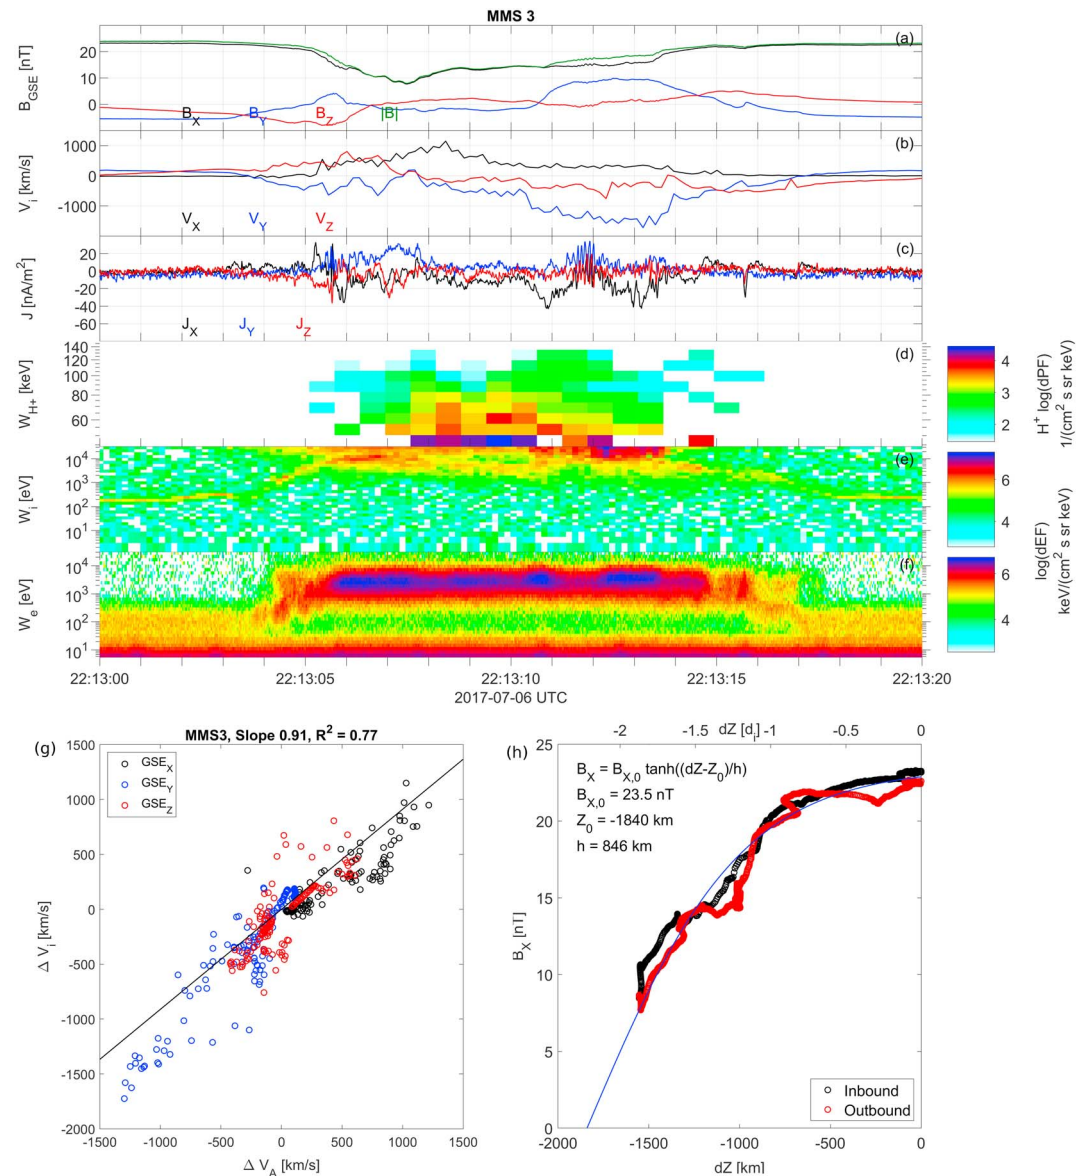 MMS 3
(a)
20
10
0
B_GSE [nT]
B_X B_Y B_Z |B|
(b)
1000
0
-1000
V_i [km/s]
V_X V_Y V_Z
(c)
20
0
-20
-40
-60
J [nA/m²]
J_X J_Y J_Z
(d)
140
120
100
80
60
W_H+ [keV]
4
3
2
H⁺ log(dPF)
1/(cm² s sr keV)
(e)
10⁴
10³
10²
10¹
W_i [eV]
6
4
(f)
10⁴
10³
10²
10¹
W_e [eV]
6
4
log(dEF)
keV/(cm² s sr keV)
22:13:00 22:13:05 22:13:10 22:13:15 22:13:20
2017-07-06 UTC
(g)
MMS3, Slope 0.91, R² = 0.77
1500
1000
500
0
-500
-1000
-1500
-2000
Δ V_i [km/s]
GSE_X
GSE_Y
GSE_Z
-1500 -1000 -500 0 500 1000 1500
Δ V_A [km/s]
(h)
dZ [d_i]
-2 -1.5 -1 -0.5 0
25
20
15
10
5
0
B_X [nT]
B_X = B_X,0 tanh((dZ-Z_0)/h)
B_X,0 = 23.5 nT
Z_0 = -1840 km
h = 846 km
Inbound
Outbound
-2000 -1500 -1000 -500 0
dZ [km]